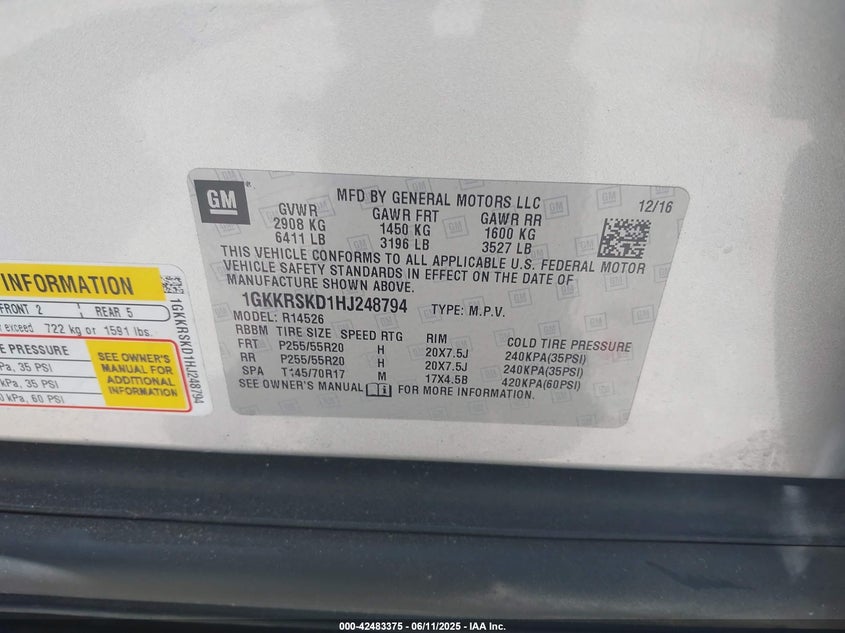 GM
MFD BY GENERAL MOTORS LLC
12/16
GVWR GAWR FRT GAWR RR
2908 KG 1450 KG 1600 KG
6411 LB 3196 LB 3527 LB
THIS VEHICLE CONFORMS TO ALL APPLICABLE U.S. FEDERAL MOTOR
VEHICLE SAFETY STANDARDS IN EFFECT ON THE DATE OF
MANUFACTURE SHOWN ABOVE.
1GKKRSKD1HJ248794 TYPE: M.P.V.
MODEL: R14526
RBBM TIRE SIZE SPEED RTG RIM COLD TIRE PRESSURE
FRT P255/55R20 H 20X7.5J 240KPA(35PSI)
RR P255/55R20 H 20X7.5J 240KPA(35PSI)
SPA T145/70R17 M 17X4.5B 420KPA(60PSI)
SEE OWNER'S MANUAL FOR MORE INFORMATION.
INFORMATION
FRONT 2 REAR 5
exceed 722 kg or 1591 lbs.
PRESSURE
kPa, 35 PSI
kPa, 35 PSI
kPa, 60 PSI
SEE OWNER'S
MANUAL FOR
ADDITIONAL
INFORMATION
1GKKRSKD1HJ248794
000-42483375 - 06/11/2025 - IAA Inc.